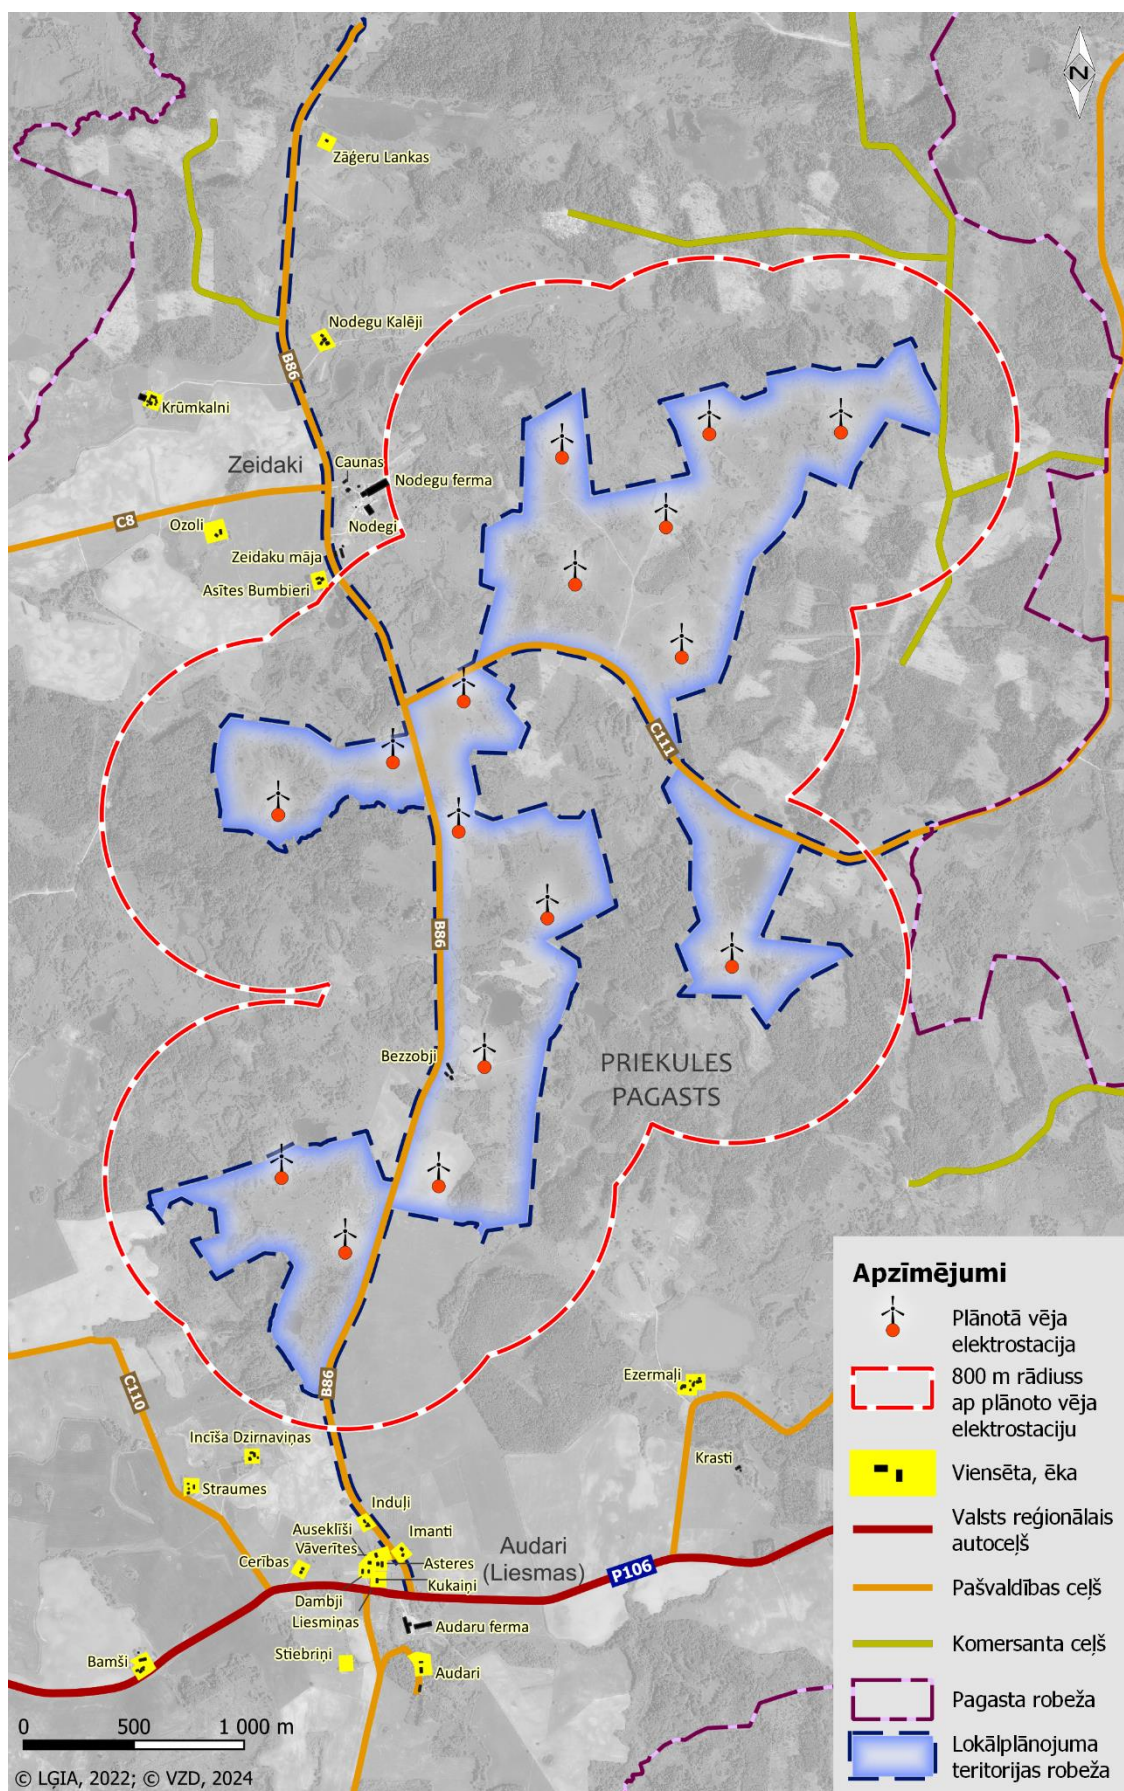 N
Zāģeru Lankas
Nodegu Kalēji
B86
Krūmkalni
Zeidaki
Caunas
Nodegu ferma
C8
Ozoli
Nodegi
Zeidaku māja
Asītes Bumbieri
C111
B86
Bezzobji
PRIEKULES
PAGASTS
B86
C110
Ezermaļi
Incīša Dzirnaviņas
Krasti
Straumes
Induļi
Auseklīši
Imanti
Vāverītes
Audari
(Liesmas)
Cerības
Asteres
P106
Kukaiņi
Dambji
Liesmiņas
Audaru ferma
Stiebriņi
Bamši
Audari
Apzīmējumi
Plānotā vēja
elektrostacija
800 m rādiuss
ap plānoto vēja
elektrostaciju
Viensēta, ēka
Valsts reģionālais
autoceļš
Pašvaldības ceļš
Komersanta ceļš
Pagasta robeža
Lokālplānojuma
teritorijas robeža
0 500 1 000 m
© LĢIA, 2022; © VZD, 2024